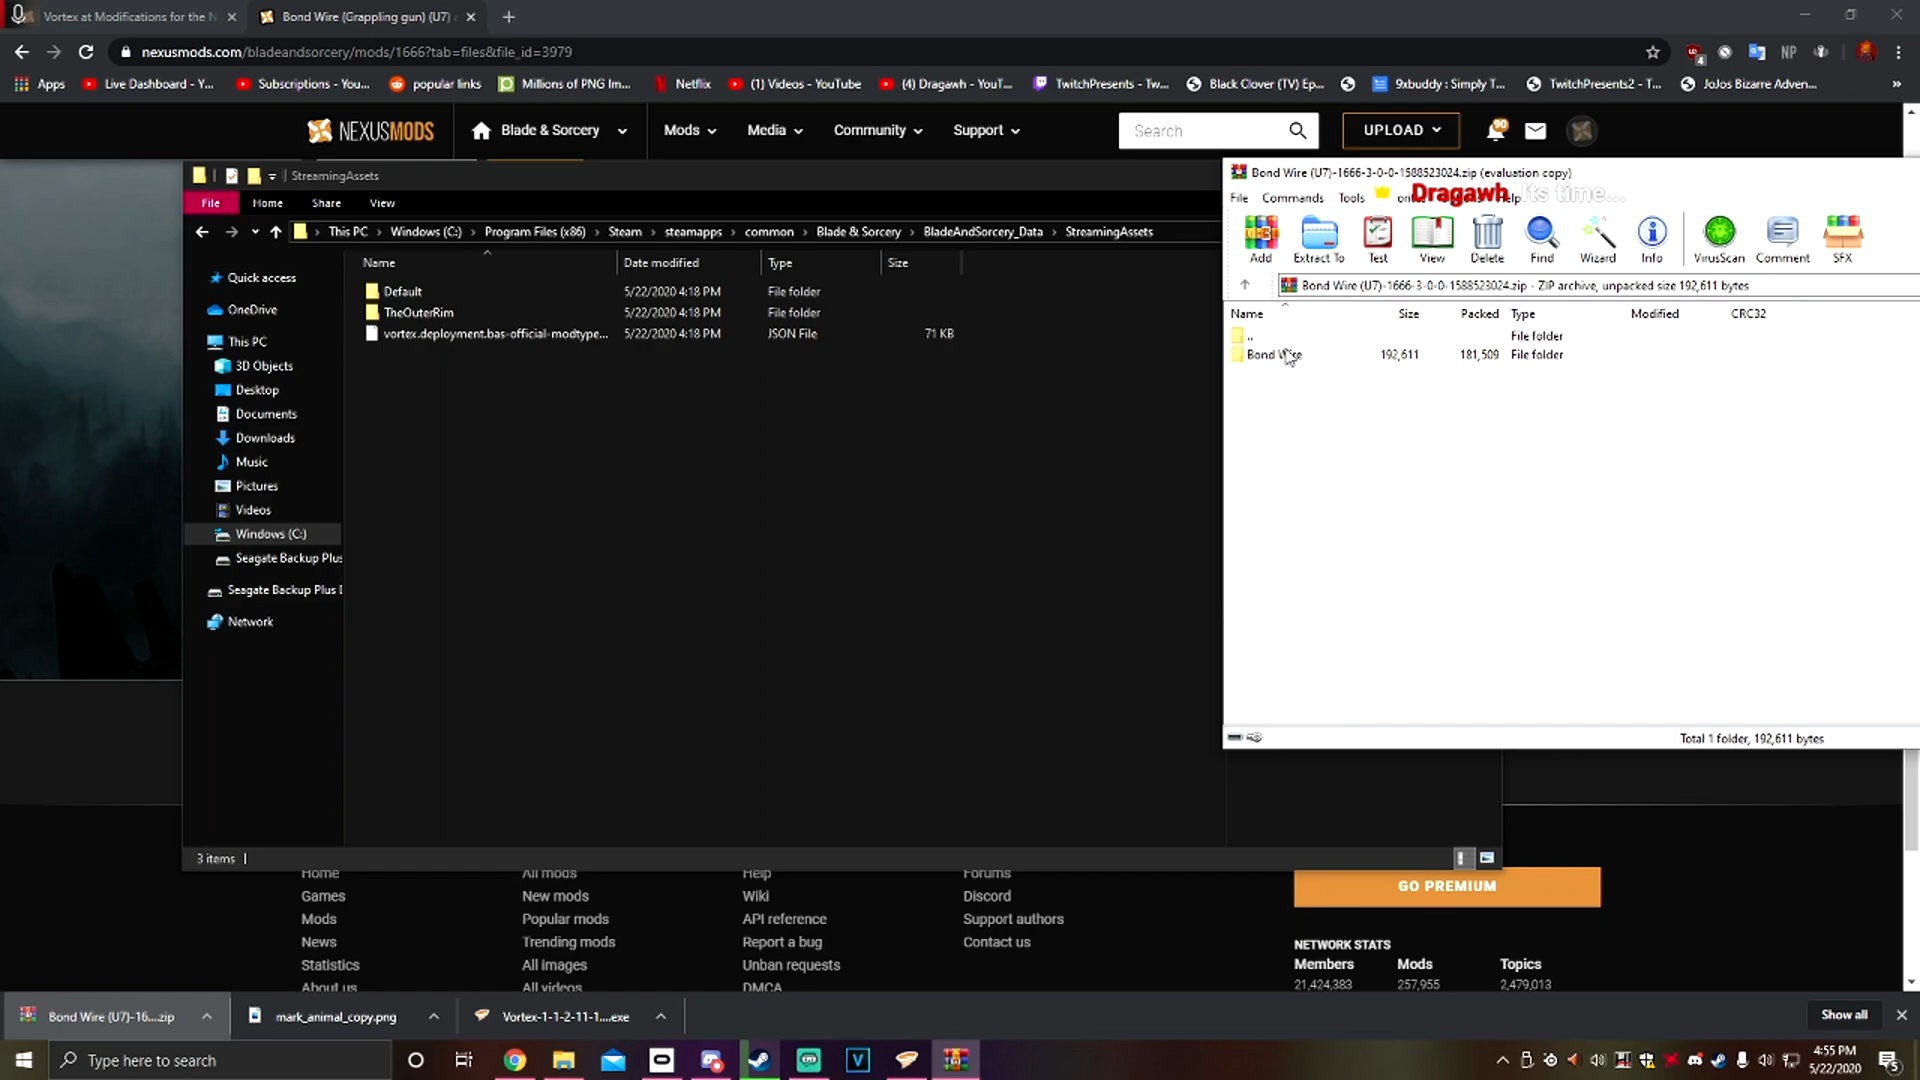 Vortex at Modifications for the N
Bond Wire (Grappling gun) (U7)
nexusmods.com/bladeandsorcery/mods/1666?tab=files&file_id=3979
4
NP
Apps
Live Dashboard - Y...
Subscriptions - You...
popular links
Millions of PNG Im...
Netflix
(1) Videos - YouTube
(4) Dragawh - YouT...
TwitchPresents - Tw...
Black Clover (TV) Ep...
9xbuddy : Simply T...
TwitchPresents2 - T...
JoJos Bizarre Adven...
»
NEXUSMODS
Blade & Sorcery
Mods
Media
Community
Support
Search
UPLOAD
90
StreamingAssets
File
Home
Share
View
This PC
Windows (C:)
Program Files (x86)
Steam
steamapps
common
Blade & Sorcery
BladeAndSorcery_Data
StreamingAssets
Name
Date modified
Type
Size
Default
5/22/2020 4:18 PM
File folder
TheOuterRim
5/22/2020 4:18 PM
File folder
vortex.deployment.bas-official-modtype...
5/22/2020 4:18 PM
JSON File
71 KB
Quick access
OneDrive
This PC
3D Objects
Desktop
Documents
Downloads
Music
Pictures
Videos
Windows (C:)
Seagate Backup Plus
Seagate Backup Plus
Network
3 items
Bond Wire (U7)-1666-3-0-0-1588523024.zip (evaluation copy)
Dragawh Its time...
File
Commands
Tools
Add
Extract To
Test
View
Delete
Find
Wizard
Info
VirusScan
Comment
SFX
Bond Wire (U7)-1666-3-0-0-1588523024.zip - ZIP archive, unpacked size 192,611 bytes
Name
Size
Packed
Type
Modified
CRC32
..
File folder
Bond Wire
192,611
181,509
File folder
Total 1 folder, 192,611 bytes
Home
All mods
Help
Forums
Games
New mods
Wiki
Discord
Mods
Popular mods
API reference
Support authors
News
Trending mods
Report a bug
Contact us
Statistics
All images
Unban requests
About us
All videos
DMCA
GO PREMIUM
NETWORK STATS
Members
Mods
Topics
21,424,383
257,955
2,479,013
Bond Wire (U7)-16....zip
mark_animal_copy.png
Vortex-1-1-2-11-1....exe
Show all
Type here to search
V
4:55 PM
5/22/2020
5